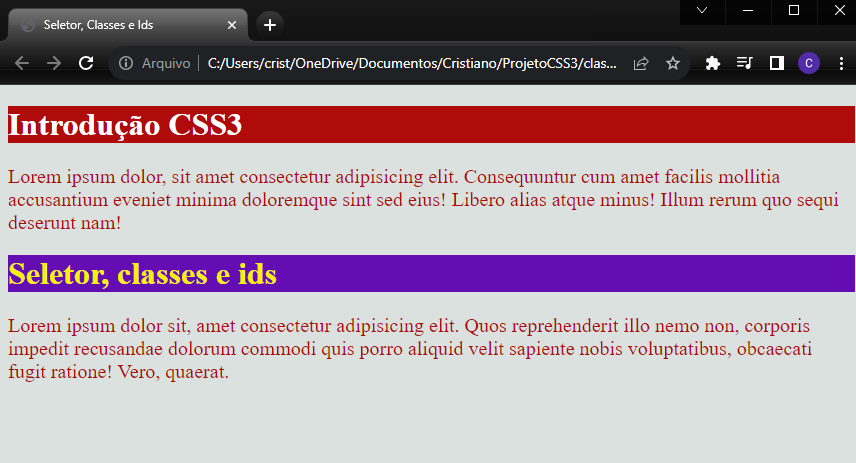 Seletor, Classes e Ids
Arquivo
C:/Users/crist/OneDrive/Documentos/Cristiano/ProjetoCSS3/clas...
C
Introdução CSS3
Lorem ipsum dolor, sit amet consectetur adipisicing elit. Consequuntur cum amet facilis mollitia
accusantium eveniet minima doloremque sint sed eius! Libero alias atque minus! Illum rerum quo sequi
deserunt nam!
Seletor, classes e ids
Lorem ipsum dolor sit, amet consectetur adipisicing elit. Quos reprehenderit illo nemo non, corporis
impedit recusandae dolorum commodi quis porro aliquid velit sapiente nobis voluptatibus, obcaecati
fugit ratione! Vero, quaerat.